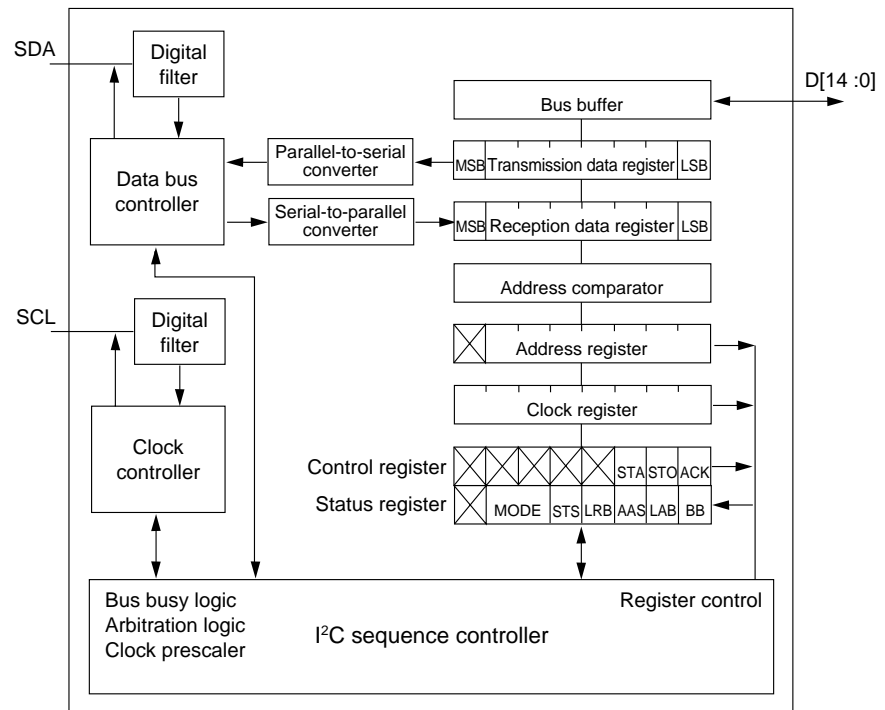 SDA
Digital
filter
D[14 :0]
Bus buffer
Parallel-to-serial
converter
MSB Transmission data register LSB
Data bus
controller
Serial-to-parallel
converter
MSB Reception data register LSB
Address comparator
SCL
Digital
filter
Address register
Clock register
Clock
controller
Control register
STA STO ACK
Status register
MODE STS LRB AAS LAB BB
Bus busy logic
Arbitration logic
Clock prescaler
I²C sequence controller
Register control